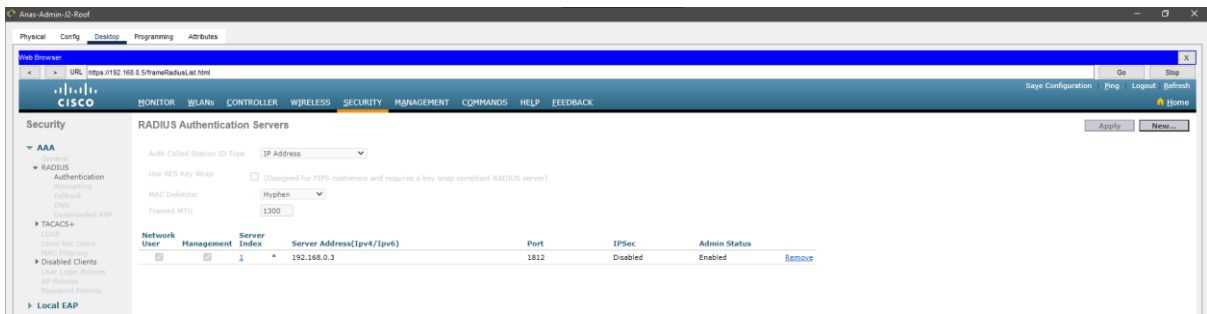 Anas-Admin-J2-Roof
Physical Config Desktop Programming Attributes
Web Browser X
< > URL https://192.168.0.5/frameRadiusList.html Go Stop
Save Configuration Ping Logout Refresh
CISCO MONITOR WLANs CONTROLLER WIRELESS SECURITY MANAGEMENT COMMANDS HELP FEEDBACK Home
Security RADIUS Authentication Servers Apply New...
AAA
General
RADIUS
Authentication
Accounting
Fallback
DNS
Downloaded AVP
TACACS+
LDAP
Local Net Users
MAC Filtering
Disabled Clients
User Login Policies
AP Policies
Password Policies
Local EAP
Auth Called Station ID Type IP Address
Use AES Key Wrap (Designed for FIPS customers and requires a key wrap compliant RADIUS server)
MAC Delimiter Hyphen
Framed MTU 1300
Network User Management Server Index Server Address(Ipv4/Ipv6) Port IPSec Admin Status
1 * 192.168.0.3 1812 Disabled Enabled Remove